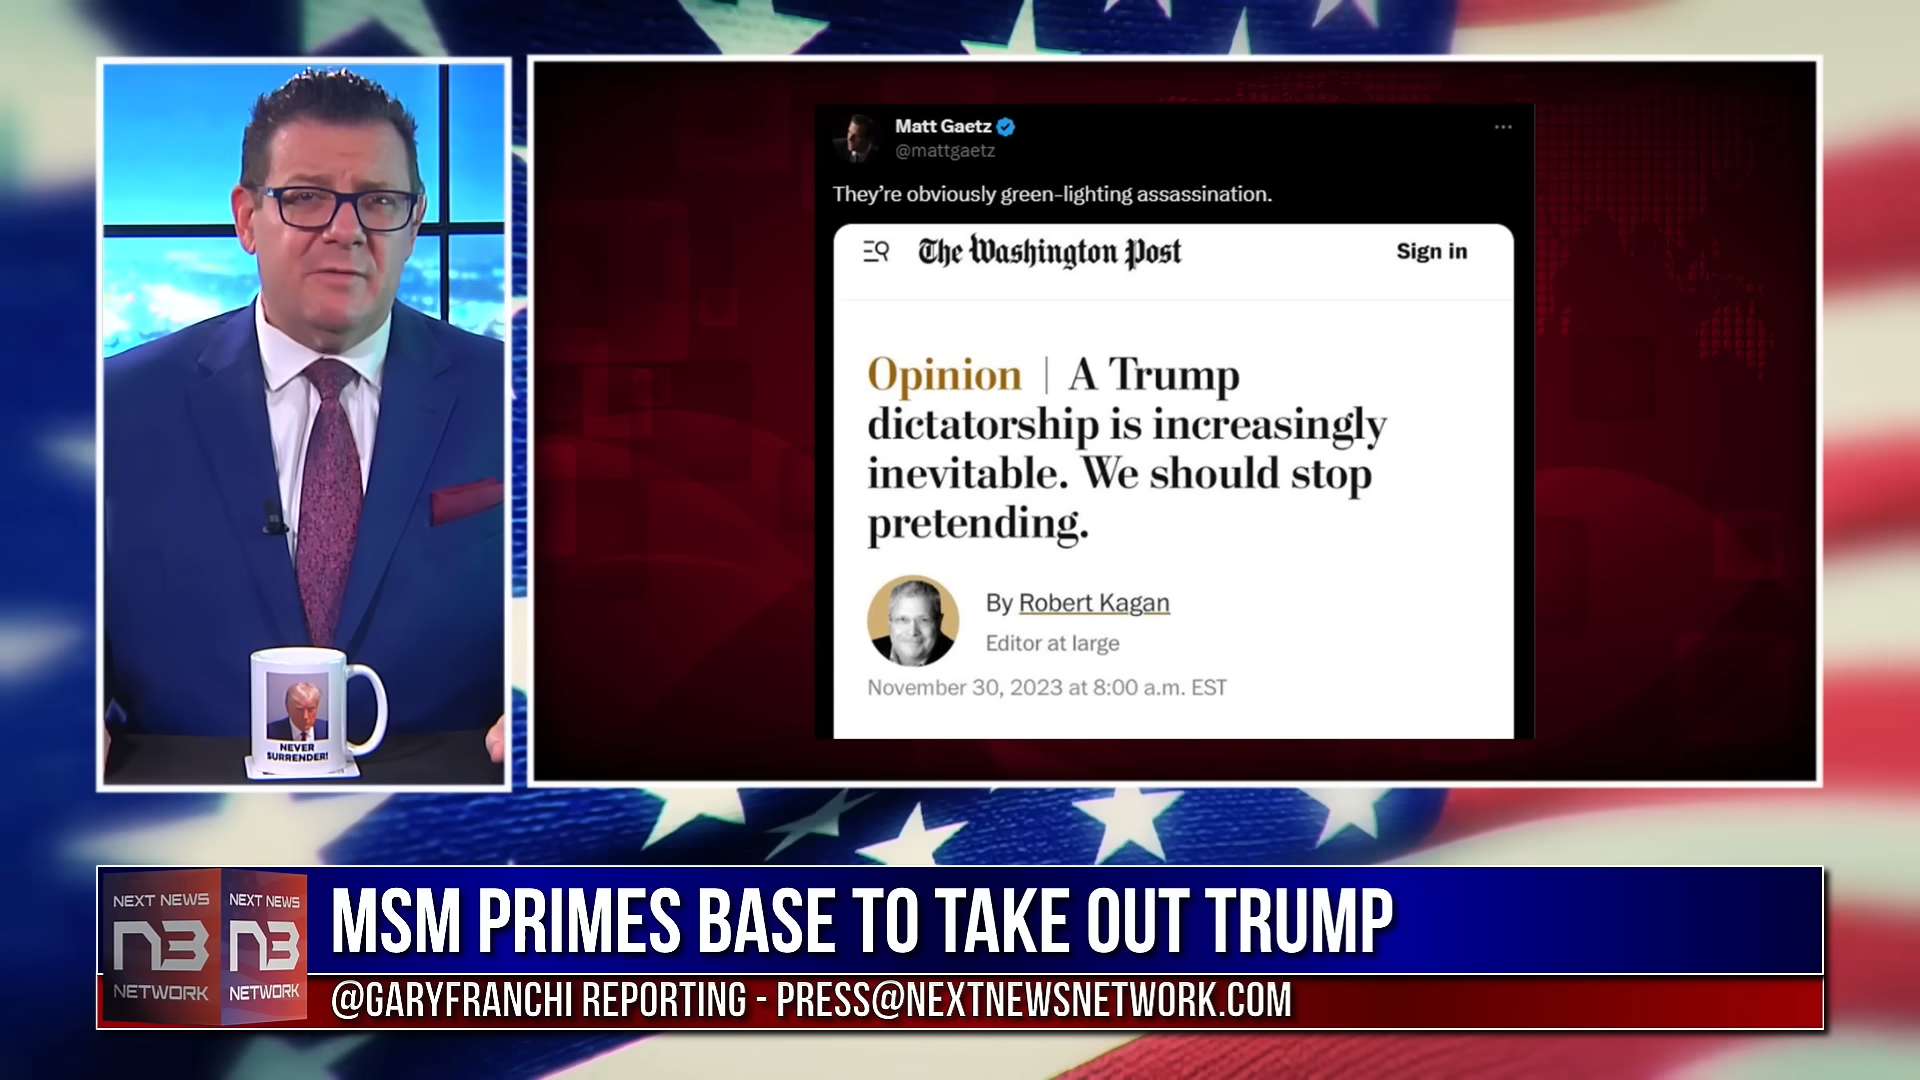 Matt Gaetz
@mattgaetz
They're obviously green-lighting assassination.
The Washington Post
Sign in
Opinion | A Trump
dictatorship is increasingly
inevitable. We should stop
pretending.
By Robert Kagan
Editor at large
November 30, 2023 at 8:00 a.m. EST
NEVER
SURRENDER!
NEXT NEWS
N3
NETWORK
NEXT NEWS
N3
NETWORK
MSM PRIMES BASE TO TAKE OUT TRUMP
@GARYFRANCHI REPORTING - PRESS@NEXTNEWSNETWORK.COM